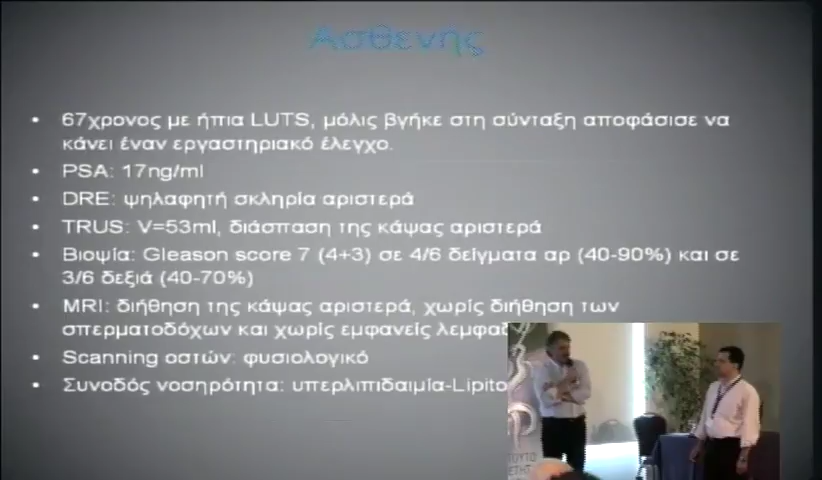 Ασθενής
• 67χρονος με ήπια LUTS, μόλις βγήκε στη σύνταξη αποφάσισε να
κάνει έναν εργαστηριακό έλεγχο.
• PSA: 17ng/ml
• DRE: ψηλαφητή σκληρία αριστερά
• TRUS: V=53ml, διάσπαση της κάψας αριστερά
• Βιοψία: Gleason score 7 (4+3) σε 4/6 δείγματα αρ (40-90%) και σε
3/6 δεξιά (40-70%)
• MRI: διήθηση της κάψας αριστερά, χωρίς διήθηση των
σπερματοδόχων και χωρίς εμφανείς
• Scanning οστών: φυσιολογικό
• Συνοδός νοσηρότητα: υπερλιπιδαιμία-Lipito